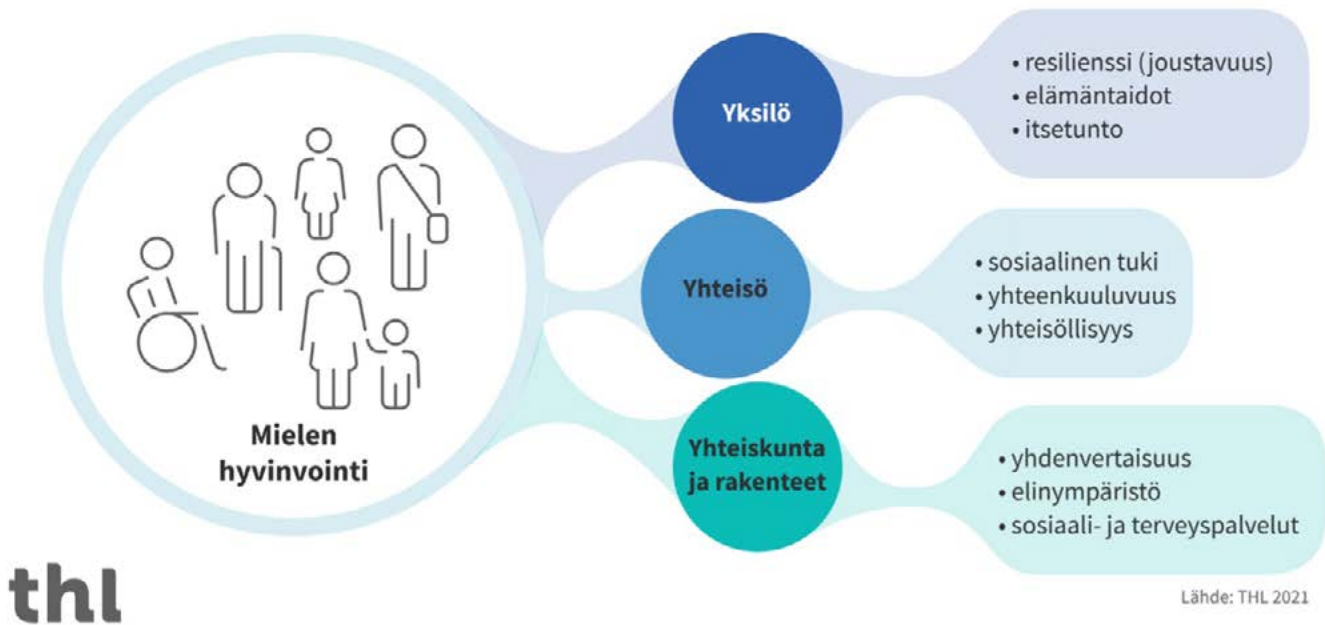 Mielen
hyvinvointi
Yksilö
• resilienssi (joustavuus)
• elämäntaidot
• itsetunto
Yhteisö
• sosiaalinen tuki
• yhteenkuuluvuus
• yhteisöllisyys
Yhteiskunta
ja rakenteet
• yhdenvertaisuus
• elinympäristö
• sosiaali- ja terveyspalvelut
thl
Lähde: THL 2021